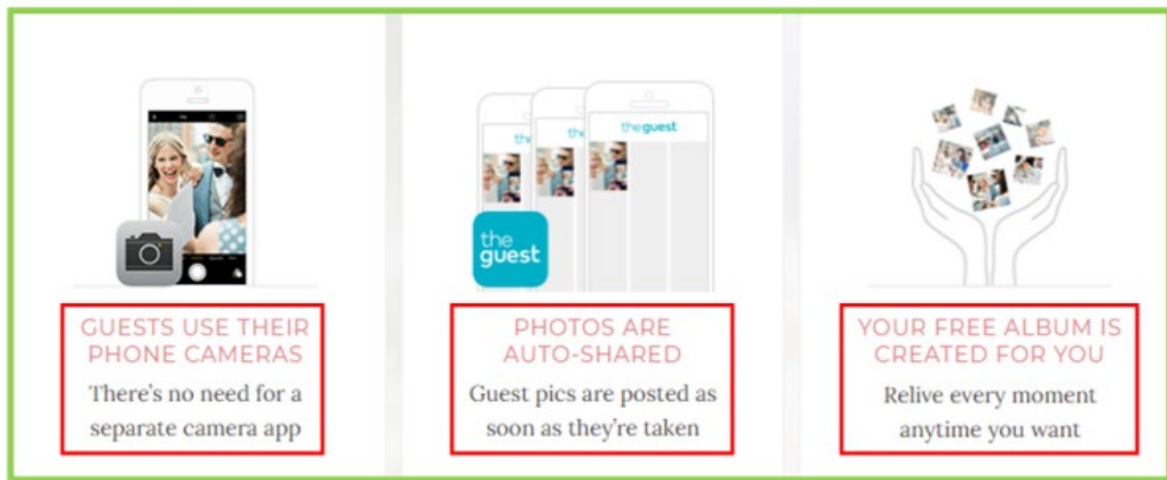 the
the
theguest
the
guest
GUESTS USE THEIR
PHONE CAMERAS
There's no need for a
separate camera app
PHOTOS ARE
AUTO-SHARED
Guest pics are posted as
soon as they're taken
YOUR FREE ALBUM IS
CREATED FOR YOU
Relive every moment
anytime you want